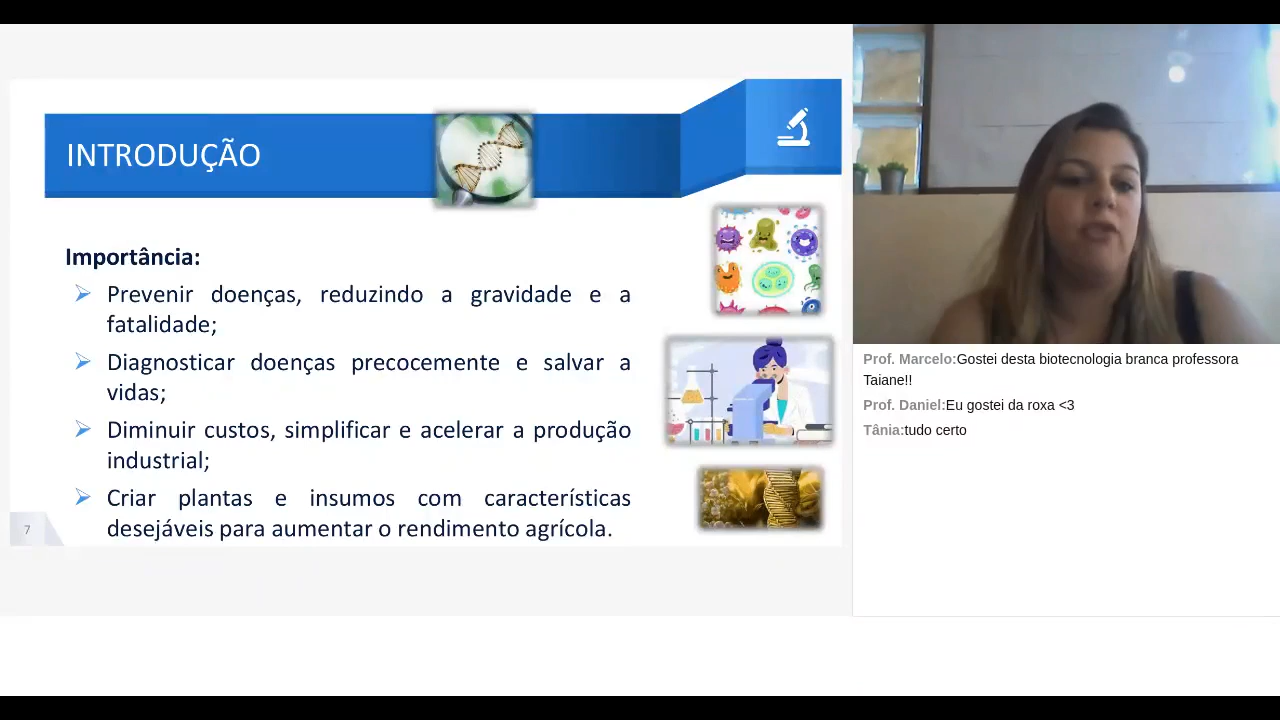 INTRODUÇÃO
Importância:
Prevenir doenças, reduzindo a gravidade e a
fatalidade;
Diagnosticar doenças precocemente e salvar a
vidas;
Diminuir custos, simplificar e acelerar a produção
industrial;
Criar plantas e insumos com características
desejáveis para aumentar o rendimento agrícola.
7
Prof. Marcelo:Gostei desta biotecnologia branca professora
Taiane!!
Prof. Daniel:Eu gostei da roxa <3
Tânia:tudo certo